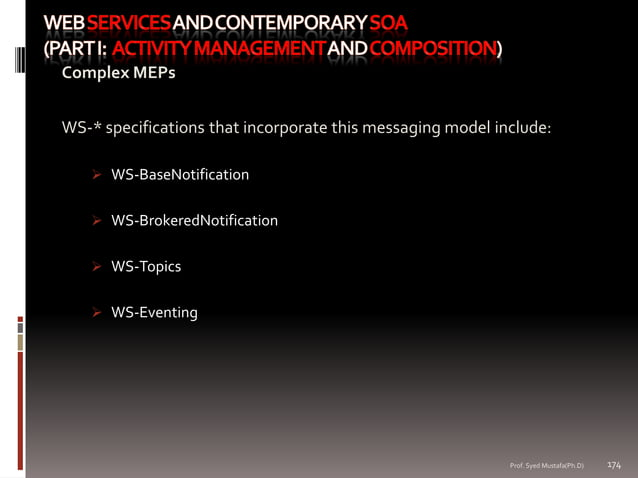 WEB SERVICES AND CONTEMPORARY SOA
(PART I: ACTIVITY MANAGEMENT AND COMPOSITION)
Complex MEPs
WS-* specifications that incorporate this messaging model include:
WS-BaseNotification
WS-BrokeredNotification
WS-Topics
WS-Eventing
Prof. Syed Mustafa(Ph.D) 174